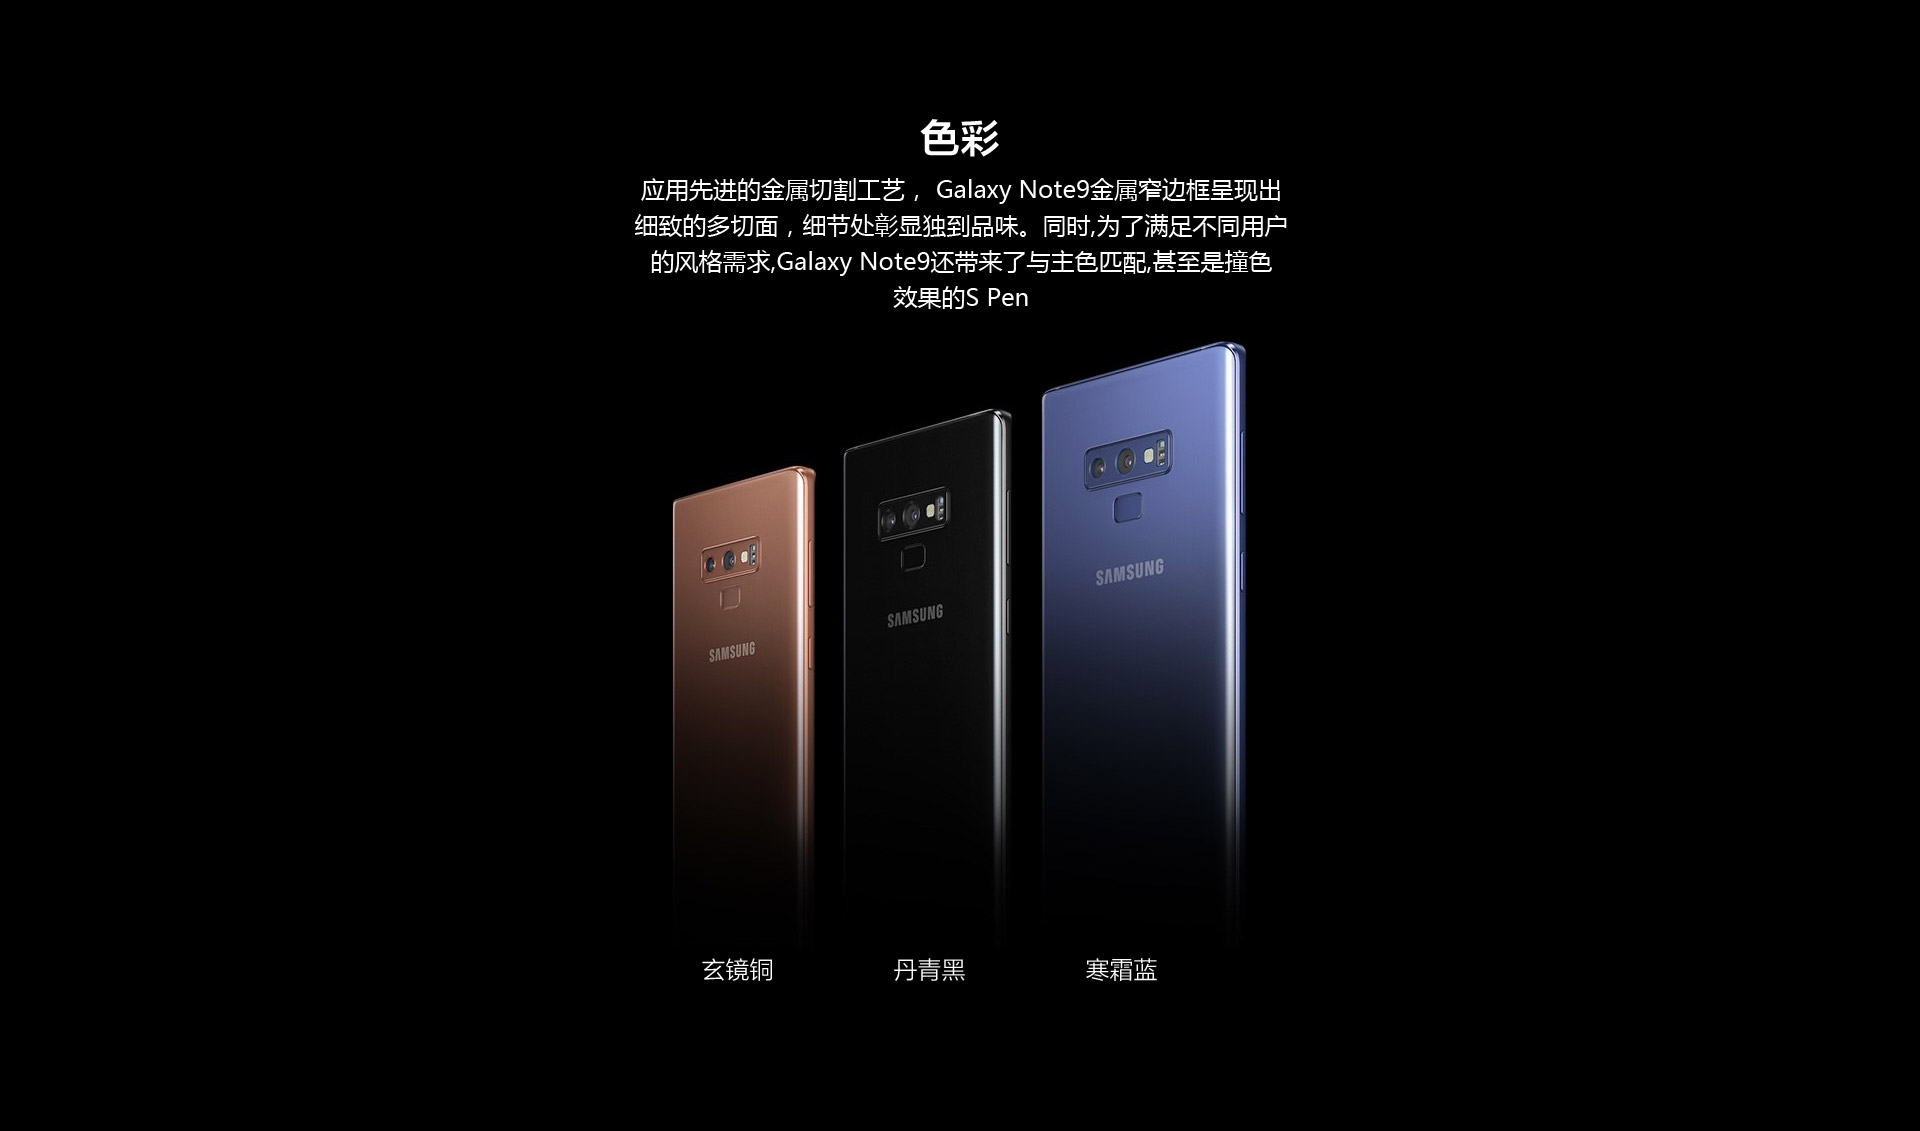 色彩
应用先进的金属切割工艺， Galaxy Note9金属窄边框呈现出
细致的多切面，细节处彰显独到品味。同时,为了满足不同用户
的风格需求,Galaxy Note9还带来了与主色匹配,甚至是撞色
效果的S Pen
SAMSUNG
SAMSUNG
SAMSUNG
玄镜铜
丹青黑
寒霜蓝